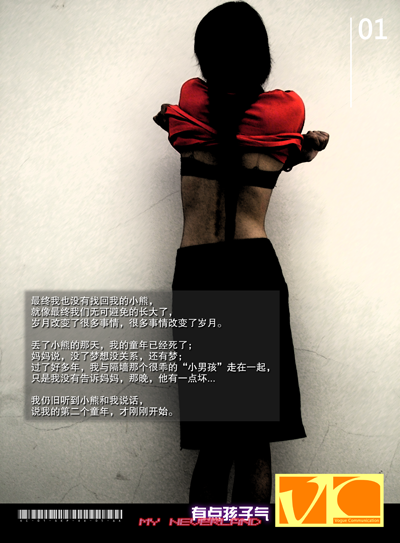 01
最终我也没有找回我的小熊，
就像最终我们无可避免的长大了，
岁月改变了很多事情，很多事情改变了岁月。
丢了小熊的那天，我的童年已经死了；
妈妈说，没了梦想没关系，还有梦；
过了好多年，我与隔墙那个很乖的“小男孩”走在一起，
只是我没有告诉妈妈，那晚，他有一点坏...
我仍旧听到小熊和我说话，
说我的第二个童年，才刚刚开始。
有点孩子气
MY NEVERLAND
VC
Vogue Communication